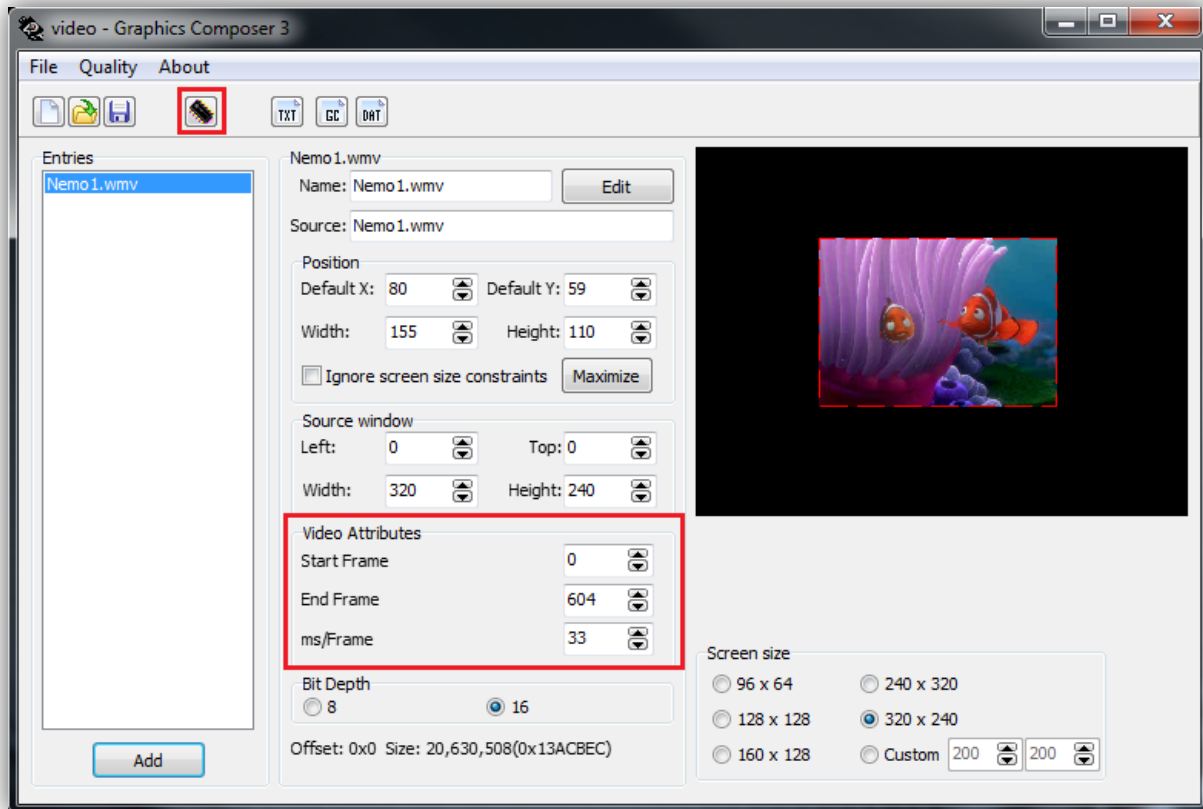 video - Graphics Composer 3
File Quality About
TXT GC DAT
Entries
Nemo1.wmv
Add
Nemo1.wmv
Name: Nemo1.wmv Edit
Source: Nemo1.wmv
Position
Default X: 80 Default Y: 59
Width: 155 Height: 110
Ignore screen size constraints Maximize
Source window
Left: 0 Top: 0
Width: 320 Height: 240
Video Attributes
Start Frame 0
End Frame 604
ms/Frame 33
Bit Depth
8 16
Offset: 0x0 Size: 20,630,508(0x13ACBEC)
Screen size
96 x 64 240 x 320
128 x 128 320 x 240
160 x 128 Custom 200 200